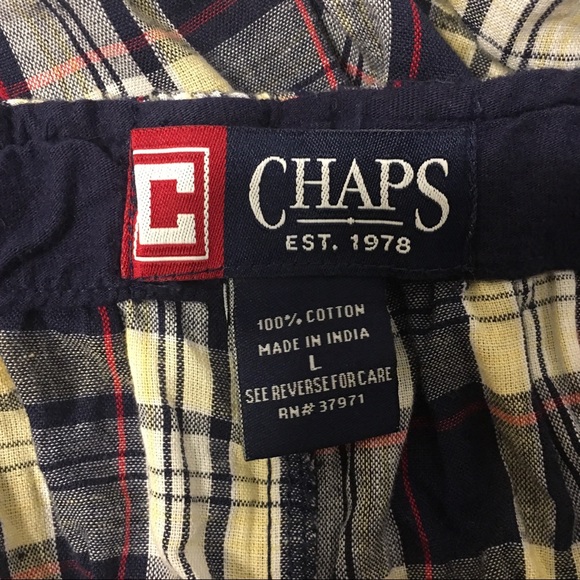 C CHAPS
EST. 1978
100% COTTON
MADE IN INDIA
L
SEE REVERSE FOR CARE
RN# 37971